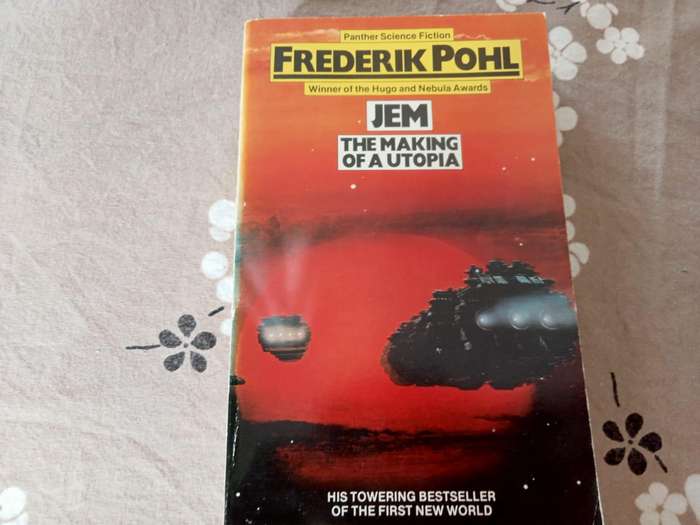 Panther Science Fiction
FREDERIK POHL
Winner of the Hugo and Nebula Awards
JEM
THE MAKING
OF A UTOPIA
HIS TOWERING BESTSELLER
OF THE FIRST NEW WORLD